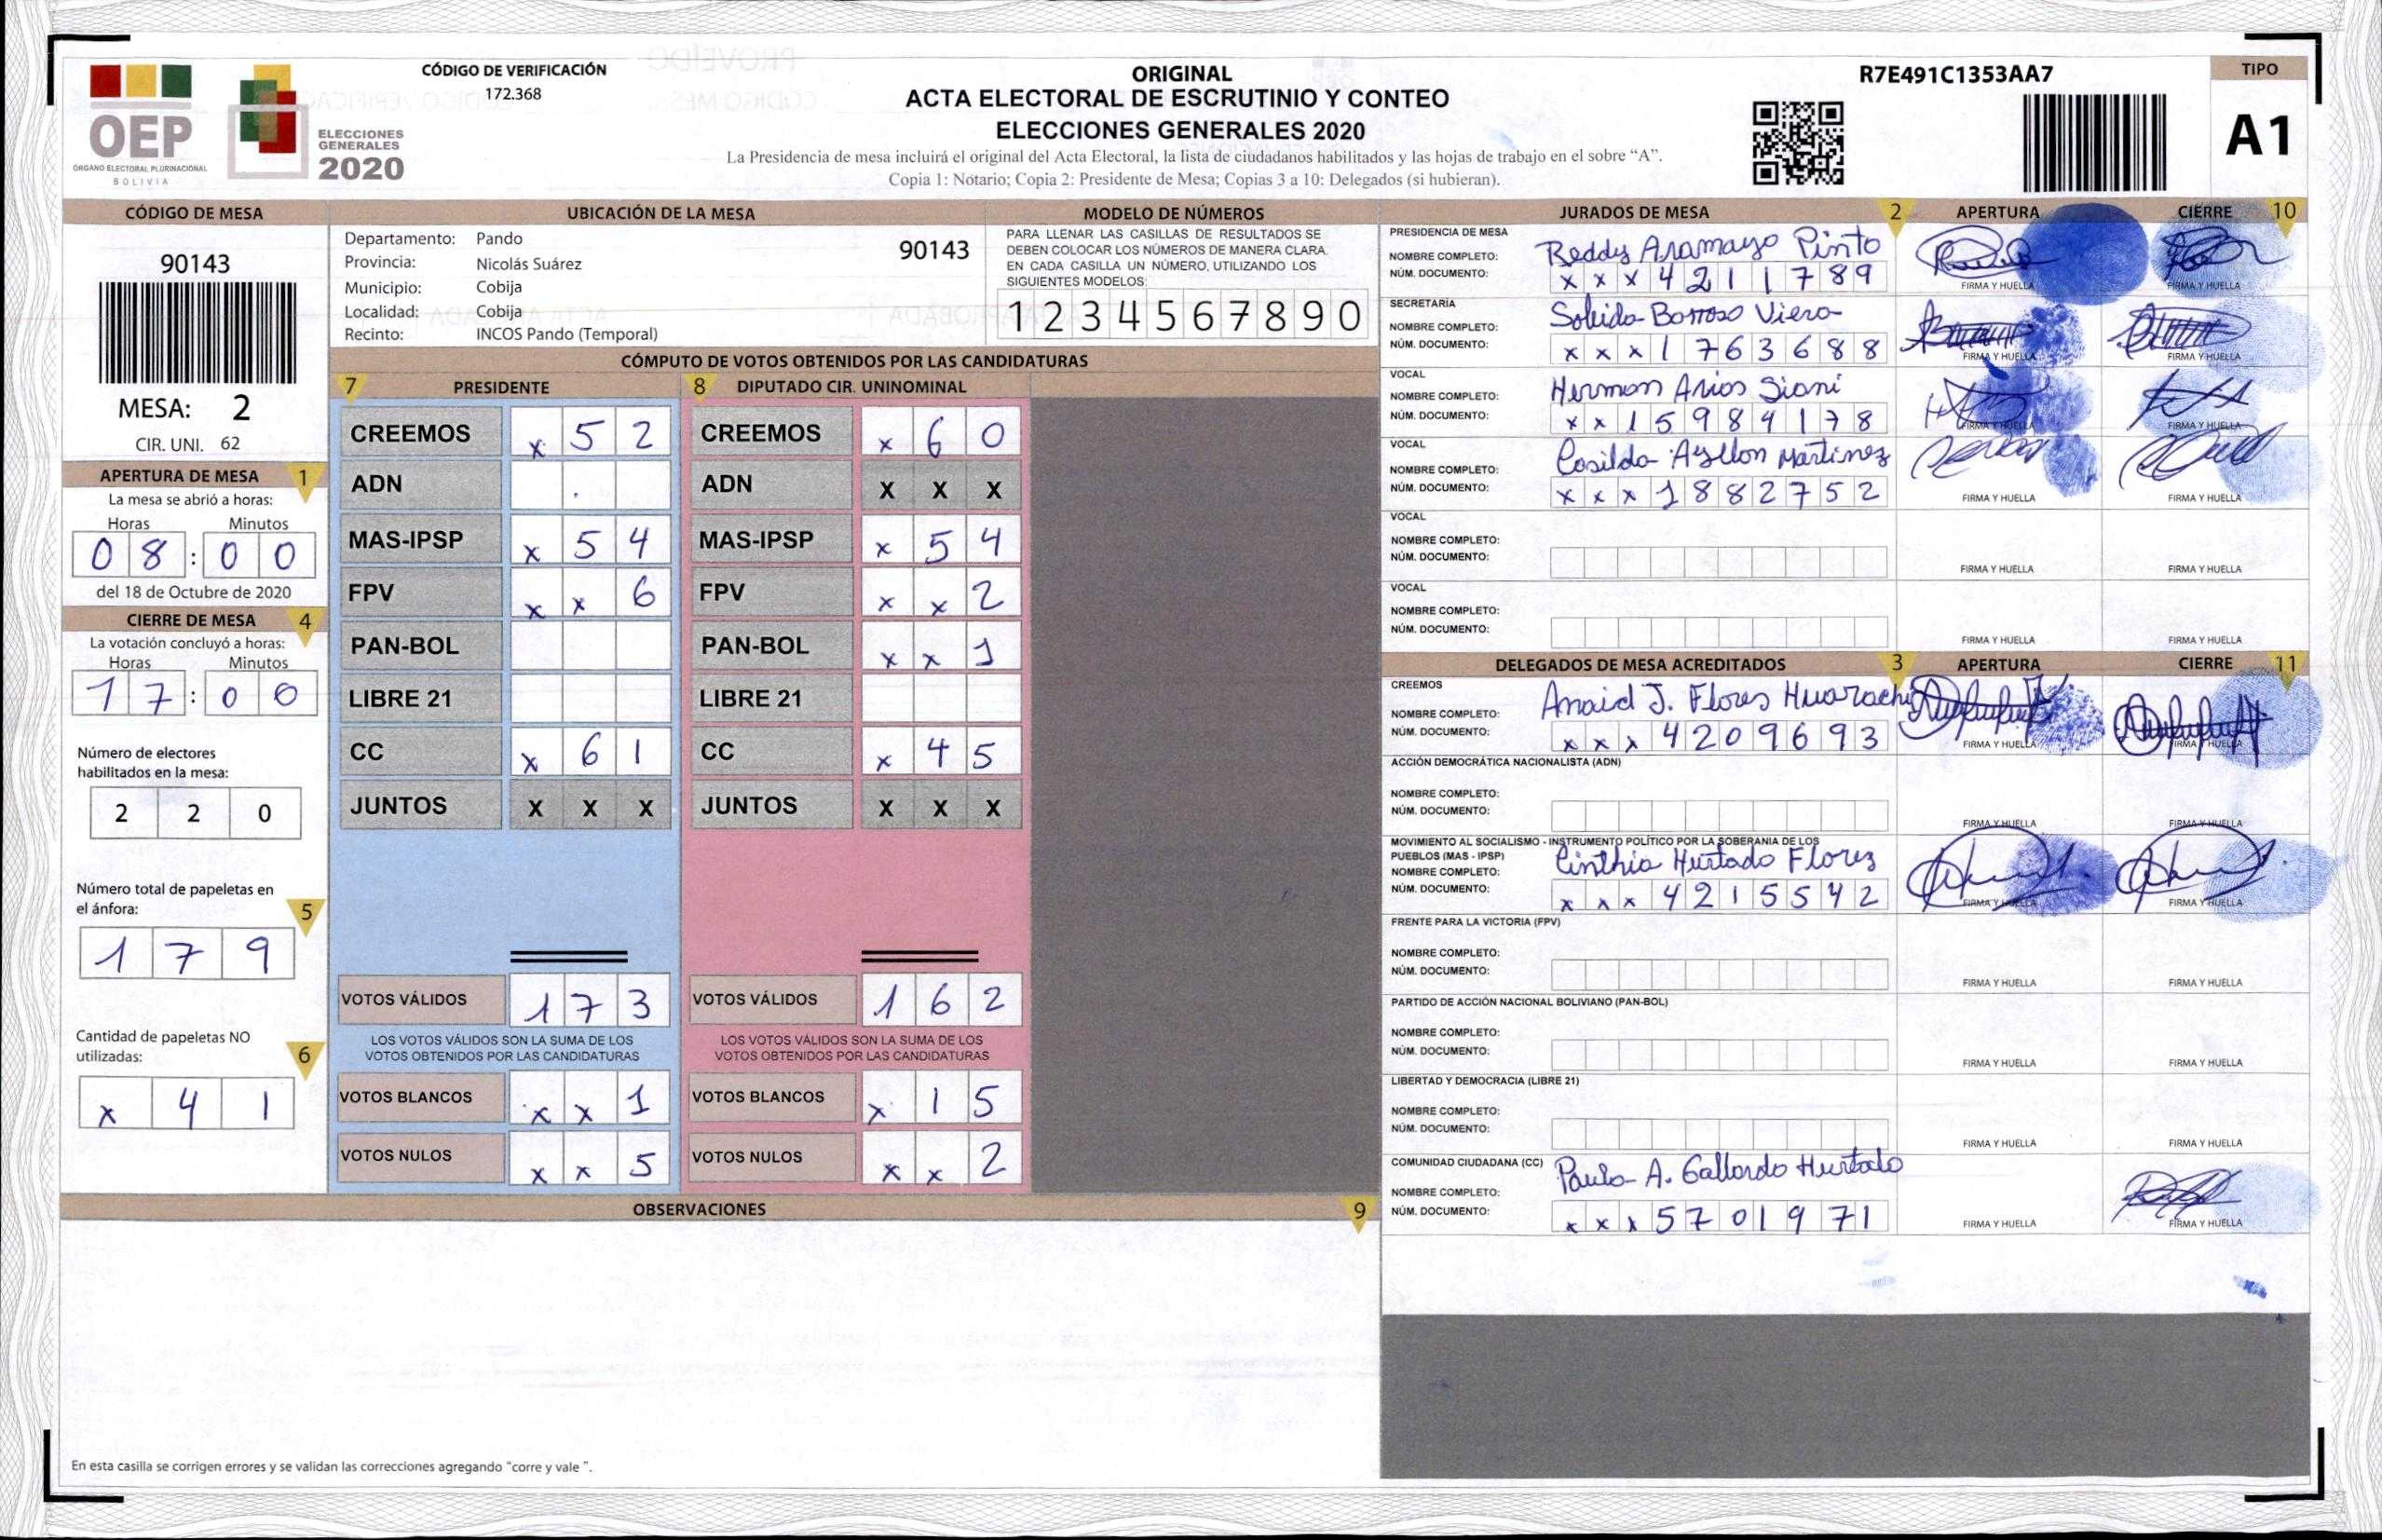 CÓDIGO DE VERIFICACIÓN
172.368
OEP
ÓRGANO ELECTORAL PLURINACIONAL
BOLIVIA
ELECCIONES
GENERALES
2020
ORIGINAL
ACTA ELECTORAL DE ESCRUTINIO Y CONTEO
ELECCIONES GENERALES 2020
La Presidencia de mesa incluirá el original del Acta Electoral, la lista de ciudadanos habilitados y las hojas de trabajo en el sobre “A”.
Copia 1: Notario; Copia 2: Presidente de Mesa; Copias 3 a 10: Delegados (si hubieran).
R7E491C1353AA7
TIPO
A1
CÓDIGO DE MESA
90143
MESA: 2
CIR. UNI. 62
APERTURA DE MESA 1
La mesa se abrió a horas:
Horas Minutos
0 8 : 0 0
del 18 de Octubre de 2020
CIERRE DE MESA 4
La votación concluyó a horas:
Horas Minutos
1 7 : 0 0
Número de electores
habilitados en la mesa:
2 2 0
Número total de papeletas en
el ánfora: 5
1 7 9
Cantidad de papeletas NO
utilizadas: 6
x 4 1
UBICACIÓN DE LA MESA
Departamento: Pando
90143
Provincia: Nicolás Suárez
Municipio: Cobija
Localidad: Cobija
Recinto: INCOS Pando (Temporal)
MODELO DE NÚMEROS
PARA LLENAR LAS CASILLAS DE RESULTADOS SE
DEBEN COLOCAR LOS NÚMEROS DE MANERA CLARA.
EN CADA CASILLA UN NÚMERO, UTILIZANDO LOS
SIGUIENTES MODELOS:
1 2 3 4 5 6 7 8 9 0
CÓMPUTO DE VOTOS OBTENIDOS POR LAS CANDIDATURAS
7 PRESIDENTE
CREEMOS x 5 2
ADN
MAS-IPSP x 5 4
FPV x x 6
PAN-BOL
LIBRE 21
CC x 6 1
JUNTOS X X X
VOTOS VÁLIDOS 1 7 3
LOS VOTOS VÁLIDOS SON LA SUMA DE LOS
VOTOS OBTENIDOS POR LAS CANDIDATURAS
VOTOS BLANCOS x x 1
VOTOS NULOS x x 5
8 DIPUTADO CIR. UNINOMINAL
CREEMOS x 6 0
ADN X X X
MAS-IPSP x 5 4
FPV x x 2
PAN-BOL x x 1
LIBRE 21
CC x 4 5
JUNTOS X X X
VOTOS VÁLIDOS 1 6 2
LOS VOTOS VÁLIDOS SON LA SUMA DE LOS
VOTOS OBTENIDOS POR LAS CANDIDATURAS
VOTOS BLANCOS x 1 5
VOTOS NULOS x x 2
OBSERVACIONES 9
En esta casilla se corrigen errores y se validan las correcciones agregando “corre y vale ”.
JURADOS DE MESA 2 APERTURA CIERRE 10
PRESIDENCIA DE MESA
NOMBRE COMPLETO: Reddy Aramayo Pinto
NÚM. DOCUMENTO: x x x 4 2 1 1 7 8 9
FIRMA Y HUELLA FIRMA Y HUELLA
SECRETARÍA
NOMBRE COMPLETO: Soleida Barroso Viera
NÚM. DOCUMENTO: x x x 1 7 6 3 6 8 8
FIRMA Y HUELLA FIRMA Y HUELLA
VOCAL
NOMBRE COMPLETO: Herman Arias Siani
NÚM. DOCUMENTO: x x 1 5 9 8 4 1 7 8
FIRMA Y HUELLA FIRMA Y HUELLA
VOCAL
NOMBRE COMPLETO: Casilda Ayllon Martinez
NÚM. DOCUMENTO: x x x 1 8 8 2 7 5 2
FIRMA Y HUELLA FIRMA Y HUELLA
VOCAL
NOMBRE COMPLETO:
NÚM. DOCUMENTO:
FIRMA Y HUELLA FIRMA Y HUELLA
VOCAL
NOMBRE COMPLETO:
NÚM. DOCUMENTO:
FIRMA Y HUELLA FIRMA Y HUELLA
DELEGADOS DE MESA ACREDITADOS 3 APERTURA CIERRE 11
CREEMOS
NOMBRE COMPLETO: Anaid J. Flores Huarachi
NÚM. DOCUMENTO: x x x 4 2 0 9 6 9 3
FIRMA Y HUELLA FIRMA Y HUELLA
ACCIÓN DEMOCRÁTICA NACIONALISTA (ADN)
NOMBRE COMPLETO:
NÚM. DOCUMENTO:
FIRMA Y HUELLA FIRMA Y HUELLA
MOVIMIENTO AL SOCIALISMO - INSTRUMENTO POLÍTICO POR LA SOBERANIA DE LOS
PUEBLOS (MAS - IPSP)
NOMBRE COMPLETO: Cinthia Hurtado Flores
NÚM. DOCUMENTO: x x x 4 2 1 5 5 4 2
FIRMA Y HUELLA FIRMA Y HUELLA
FRENTE PARA LA VICTORIA (FPV)
NOMBRE COMPLETO:
NÚM. DOCUMENTO:
FIRMA Y HUELLA FIRMA Y HUELLA
PARTIDO DE ACCIÓN NACIONAL BOLIVIANO (PAN-BOL)
NOMBRE COMPLETO:
NÚM. DOCUMENTO:
FIRMA Y HUELLA FIRMA Y HUELLA
LIBERTAD Y DEMOCRACIA (LIBRE 21)
NOMBRE COMPLETO:
NÚM. DOCUMENTO:
FIRMA Y HUELLA FIRMA Y HUELLA
COMUNIDAD CIUDADANA (CC)
NOMBRE COMPLETO: Paulo A. Gallardo Hurtado
NÚM. DOCUMENTO: x x x 5 7 0 1 9 7 1
FIRMA Y HUELLA FIRMA Y HUELLA